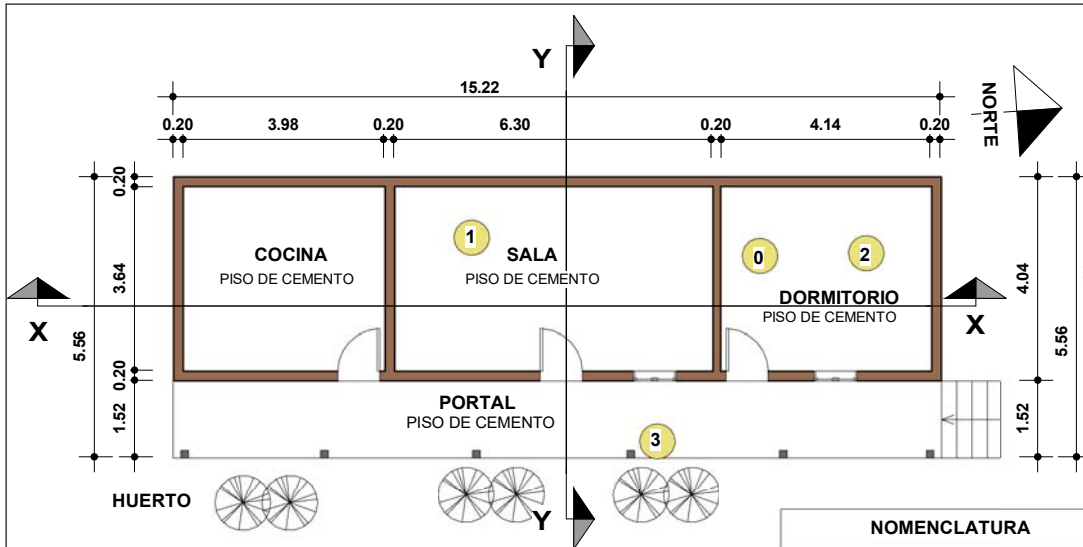 Y
NORTE
15.22
0.20 3.98 0.20 6.30 0.20 4.14 0.20
0.20
3.64
0.20
1.52
5.56
COCINA
PISO DE CEMENTO
1
SALA
PISO DE CEMENTO
0
2
DORMITORIO
PISO DE CEMENTO
4.04
1.52
5.56
X
X
PORTAL
PISO DE CEMENTO
3
HUERTO
Y
NOMENCLATURA